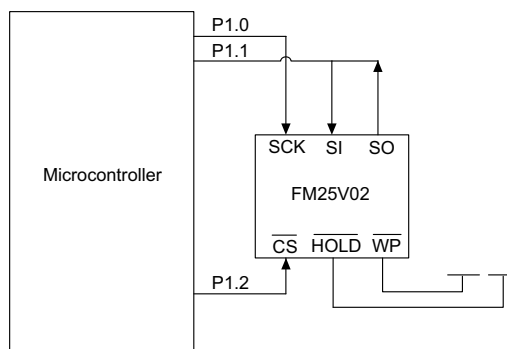 P1.0
P1.1
SCK SI SO
Microcontroller
FM25V02
CS HOLD WP
P1.2